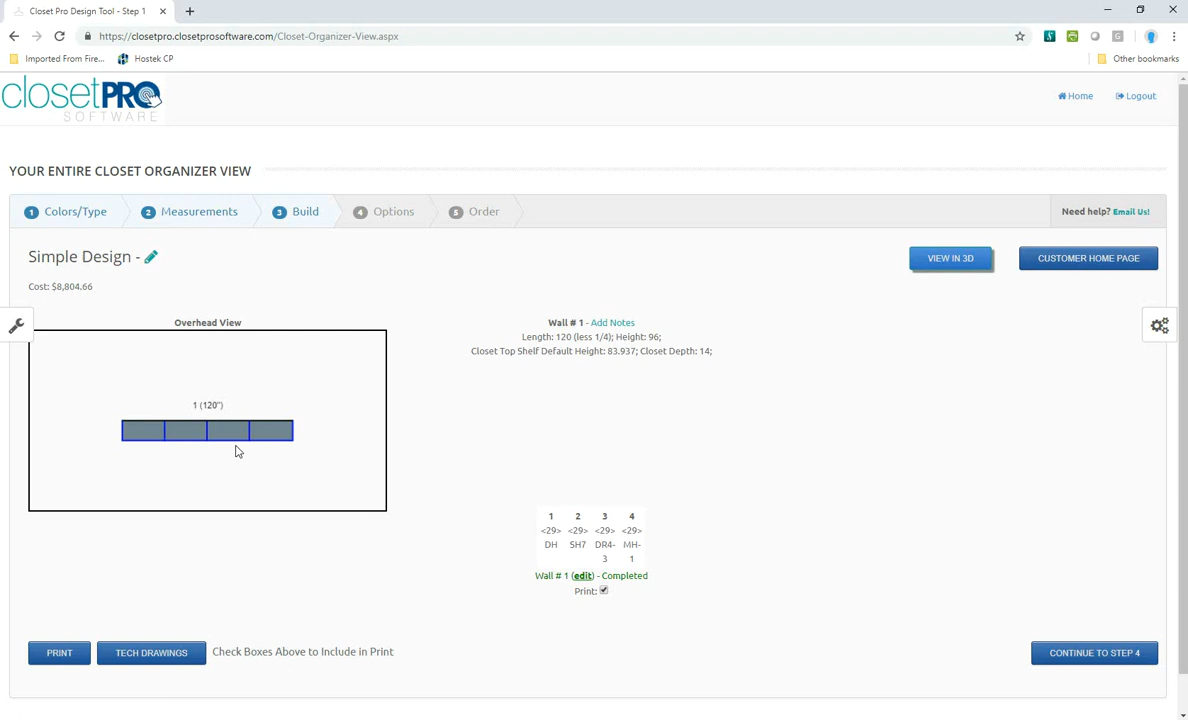 Closet Pro Design Tool - Step 1
https://closetpro.closetprosoftware.com/Closet-Organizer-View.aspx
Imported From Fire...
Hostek CP
Other bookmarks
closetPRO
SOFTWARE
Home
Logout
YOUR ENTIRE CLOSET ORGANIZER VIEW
1 Colors/Type
2 Measurements
3 Build
4 Options
5 Order
Need help? Email Us!
Simple Design -
VIEW IN 3D
CUSTOMER HOME PAGE
Cost: $8,804.66
Overhead View
1 (120")
Wall # 1 - Add Notes
Length: 120 (less 1/4); Height: 96;
Closet Top Shelf Default Height: 83.937; Closet Depth: 14;
1 2 3 4
<29> <29> <29> <29>
DH SH7 DR4- MH-
3 1
Wall # 1 (edit) - Completed
Print:
PRINT
TECH DRAWINGS
Check Boxes Above to Include in Print
CONTINUE TO STEP 4